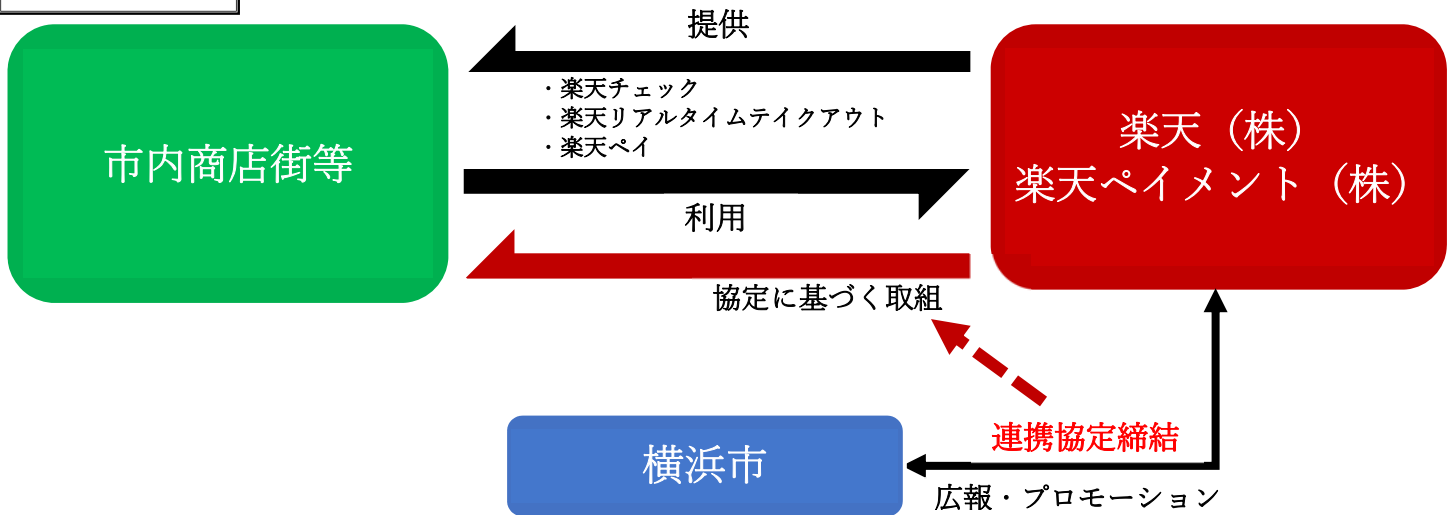 提供
・楽天チェック
・楽天リアルタイムテイクアウト
・楽天ペイ
市内商店街等
楽天（株）
楽天ペイメント（株）
利用
協定に基づく取組
連携協定締結
横浜市
広報・プロモーション